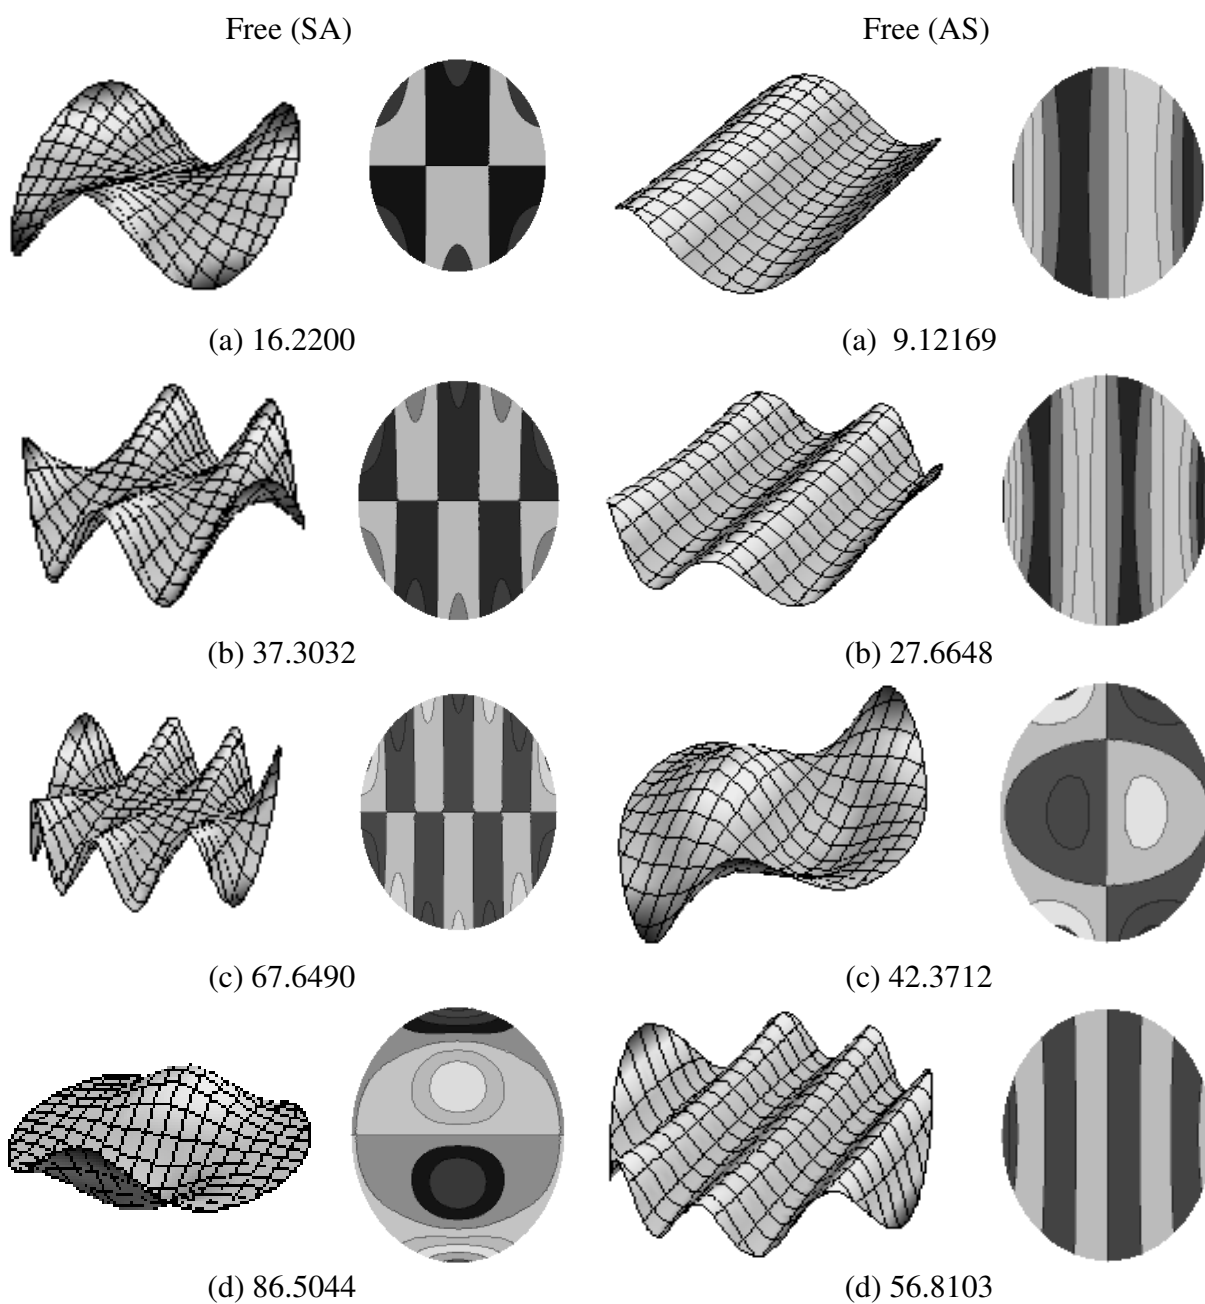 Free (SA)
Free (AS)
(a) 16.2200
(a) 9.12169
(b) 37.3032
(b) 27.6648
(c) 67.6490
(c) 42.3712
(d) 86.5044
(d) 56.8103